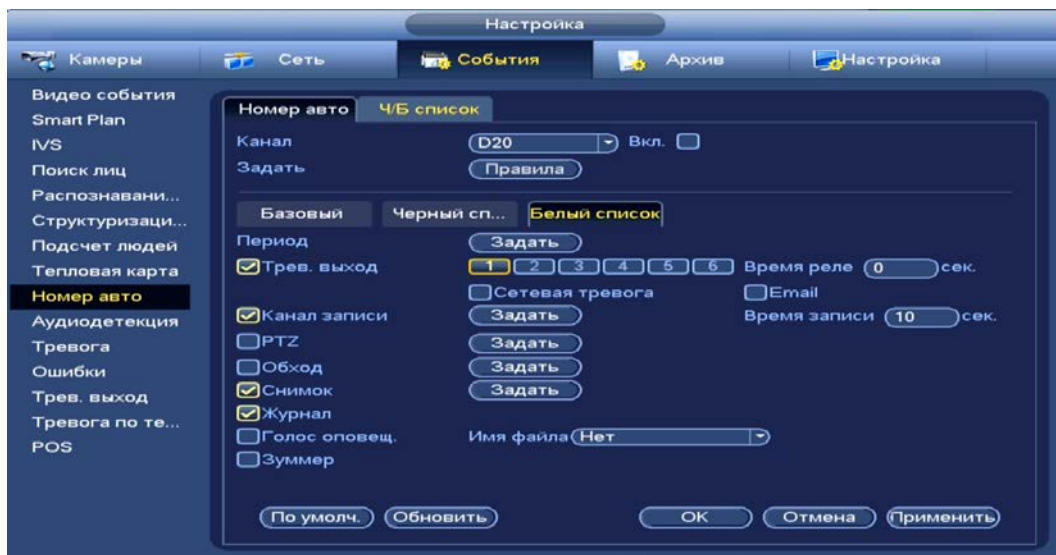 Настройка
Камеры
Сеть
События
Архив
Настройка
Видео события
Smart Plan
IVS
Поиск лиц
Распознавани...
Структуризаци...
Подсчет людей
Тепловая карта
Номер авто
Аудиодетекция
Тревога
Ошибки
Трев. выход
Тревога по те...
POS
Номер авто Ч/Б список
Канал D20 Вкл.
Задать Правила
Базовый Черный сп... Белый список
Период Задать
Трев. выход 1 2 3 4 5 6 Время реле 0 сек.
Сетевая тревога Email
Канал записи Задать Время записи 10 сек.
PTZ Задать
Обход Задать
Снимок Задать
Журнал
Голос оповещ. Имя файла Нет
Зуммер
По умолч. Обновить OK Отмена Применить